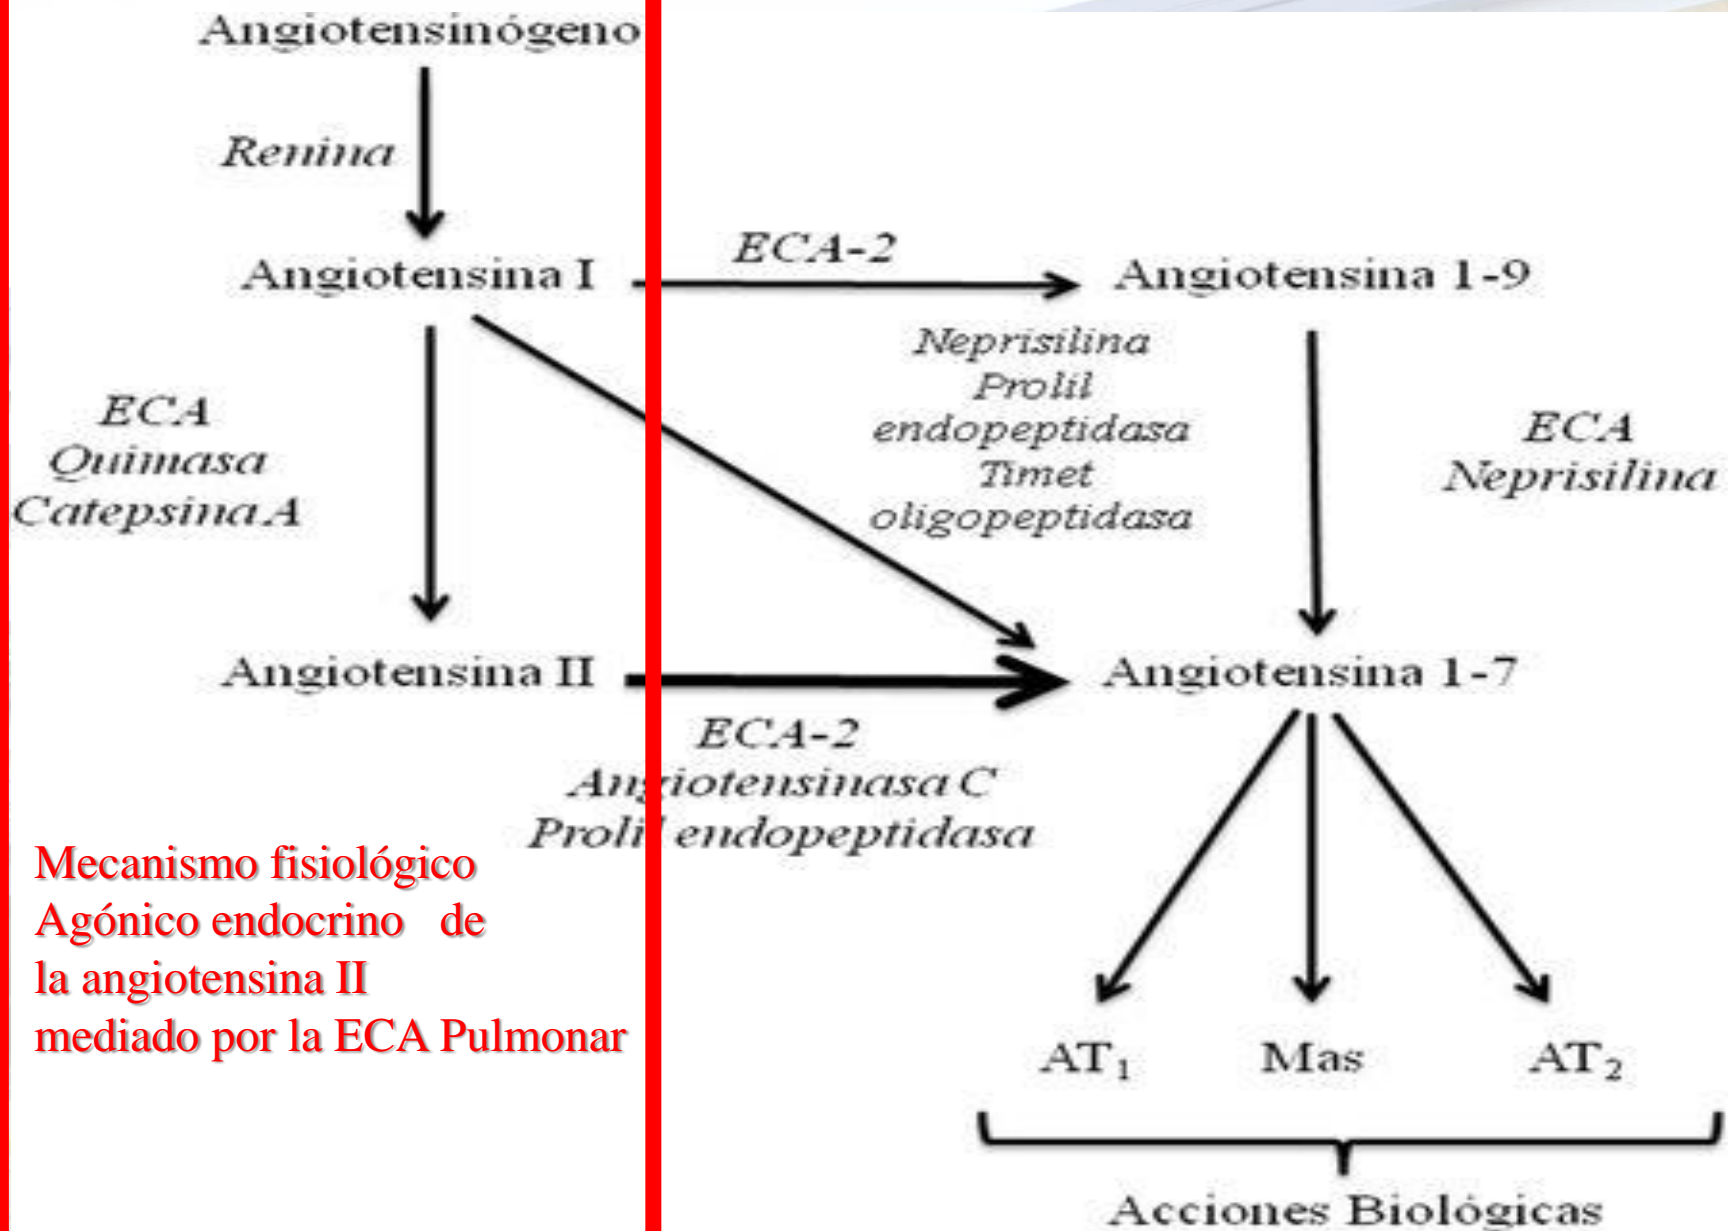 Angiotensinógeno
Renina
Angiotensina I
ECA-2
Angiotensina 1-9
Neprisilina
Prolil
endopeptidasa
Timet
oligopeptidasa
ECA
Quimasa
Catepsina A
ECA
Neprisilina
Angiotensina II
Angiotensina 1-7
ECA-2
Angiotensinasa C
Prolil endopeptidasa
Mecanismo fisiológico
Agónico endocrino de
la angiotensina II
mediado por la ECA Pulmonar
AT₁
Mas
AT₂
Acciones Biológicas